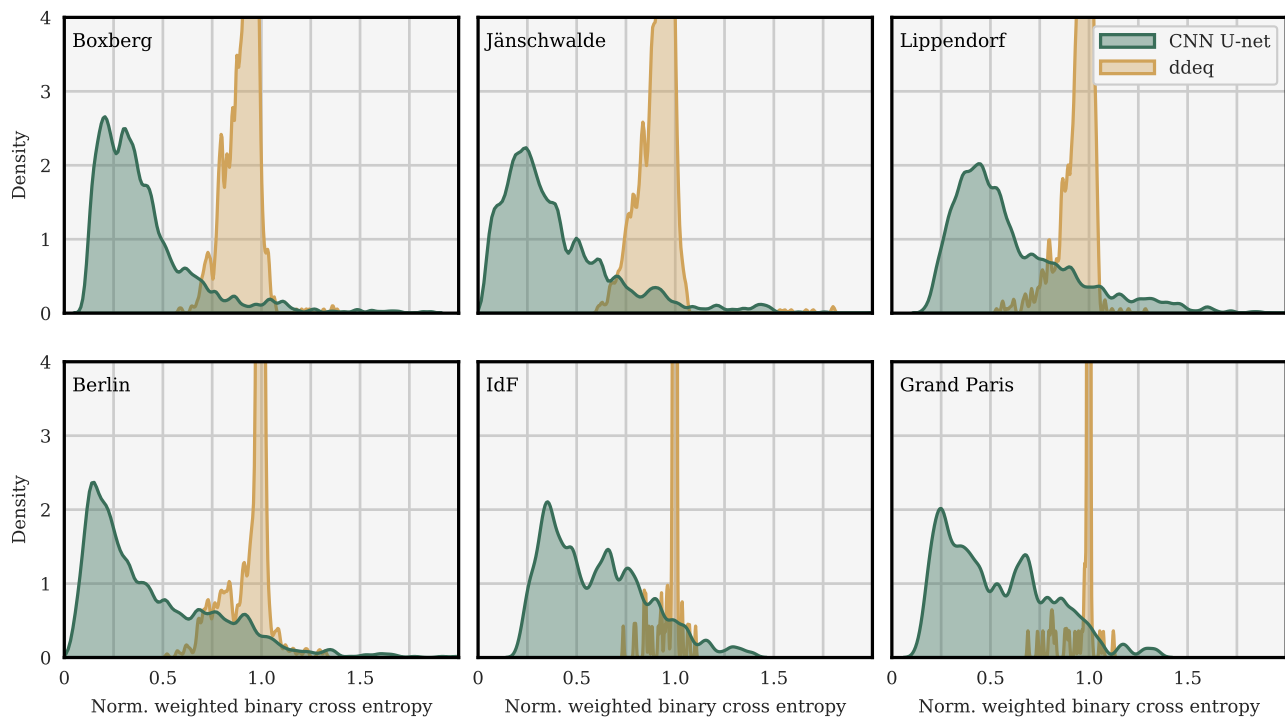 Boxberg
Jänschwalde
Lippendorf
CNN U-net
ddeq
4
3
2
1
0
Density
Berlin
IdF
Grand Paris
4
3
2
1
0
Density
0 0.5 1.0 1.5
0 0.5 1.0 1.5
0 0.5 1.0 1.5
Norm. weighted binary cross entropy
Norm. weighted binary cross entropy
Norm. weighted binary cross entropy